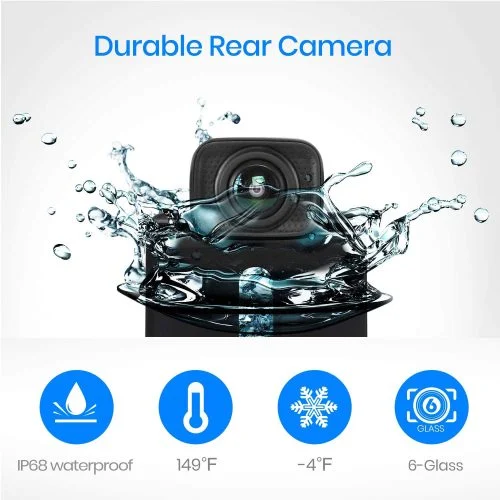 Durable Rear Camera
6
GLASS
IP68 waterproof
149°F
-4°F
6-Glass